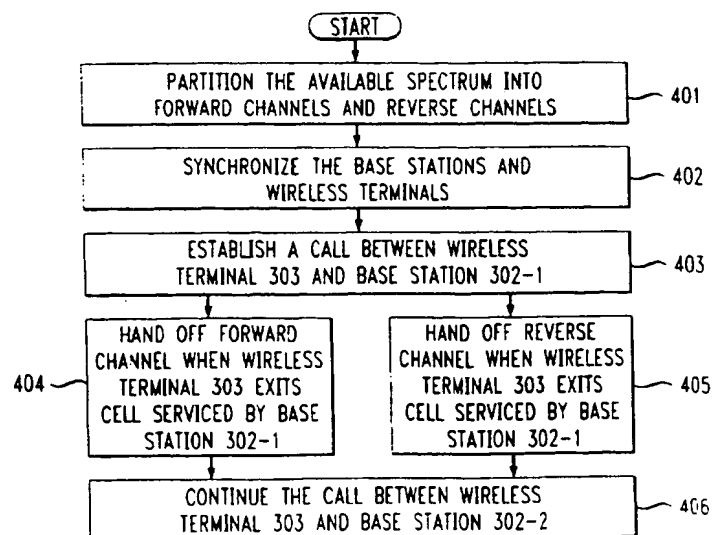 START
PARTITION THE AVAILABLE SPECTRUM INTO
FORWARD CHANNELS AND REVERSE CHANNELS
401
SYNCHRONIZE THE BASE STATIONS AND
WIRELESS TERMINALS
402
ESTABLISH A CALL BETWEEN WIRELESS
TERMINAL 303 AND BASE STATION 302-1
403
HAND OFF FORWARD
CHANNEL WHEN WIRELESS
TERMINAL 303 EXITS
CELL SERVICED BY BASE
STATION 302-1
404
HAND OFF REVERSE
CHANNEL WHEN WIRELESS
TERMINAL 303 EXITS
CELL SERVICED BY BASE
STATION 302-1
405
CONTINUE THE CALL BETWEEN WIRELESS
TERMINAL 303 AND BASE STATION 302-2
406